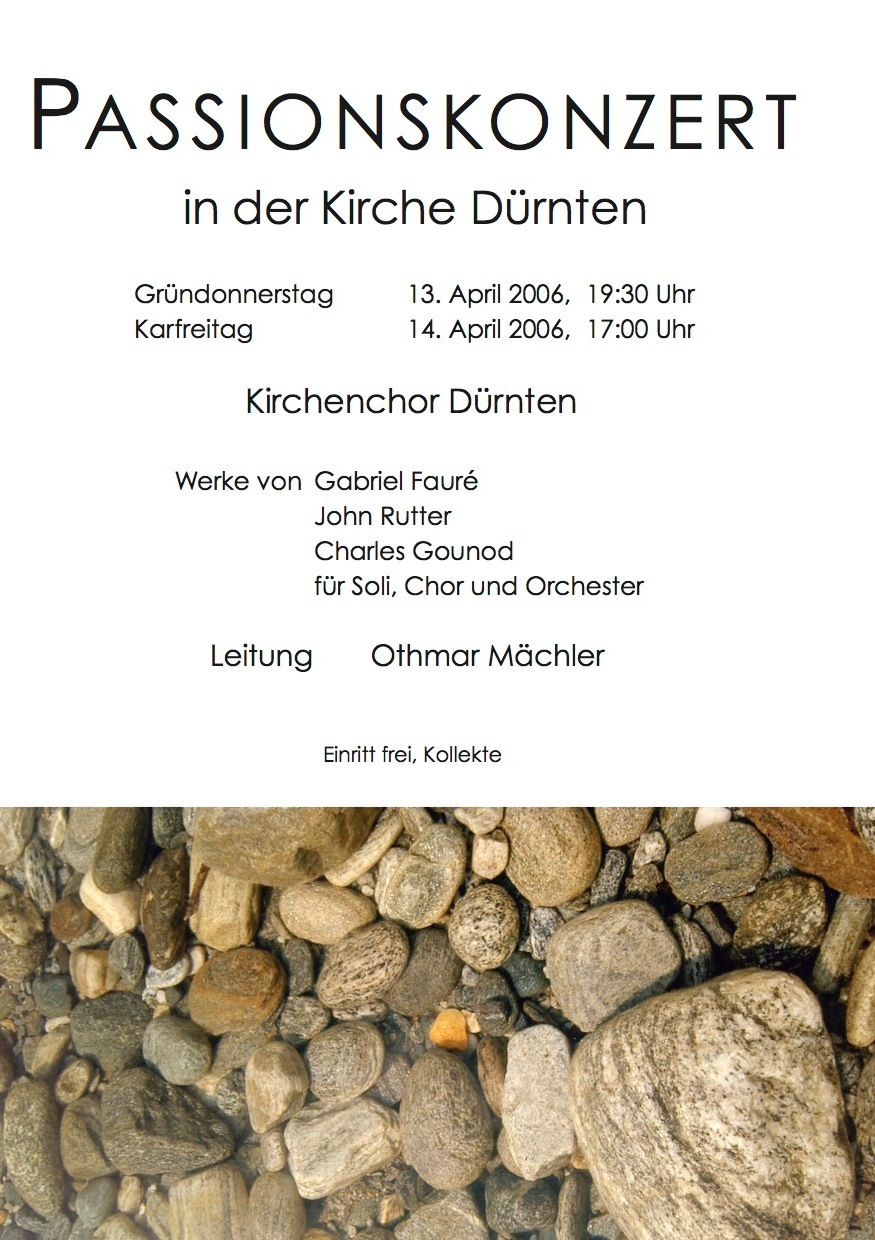 PASSIONSKONZERT
in der Kirche Dürnten
Gründonnerstag 13. April 2006, 19:30 Uhr
Karfreitag 14. April 2006, 17:00 Uhr
Kirchenchor Dürnten
Werke von Gabriel Fauré
John Rutter
Charles Gounod
für Soli, Chor und Orchester
Leitung Othmar Mächler
Einritt frei, Kollekte